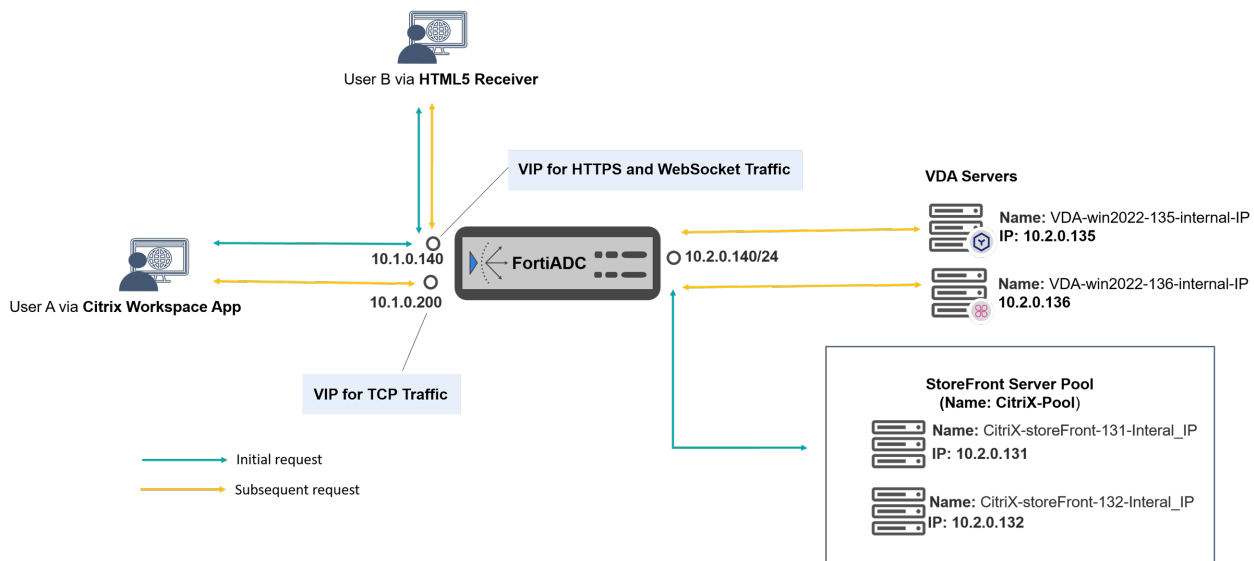 User B via HTML5 Receiver
VIP for HTTPS and WebSocket Traffic
VDA Servers
Name: VDA-win2022-135-internal-IP
IP: 10.2.0.135
10.1.0.140
FortiADC
10.2.0.140/24
Name: VDA-win2022-136-internal-IP
10.2.0.136
10.1.0.200
User A via Citrix Workspace App
VIP for TCP Traffic
StoreFront Server Pool
(Name: CitriX-Pool)
Name: CitriX-storeFront-131-Interal_IP
IP: 10.2.0.131
Initial request
Subsequent request
Name: CitriX-storeFront-132-Interal_IP
IP: 10.2.0.132